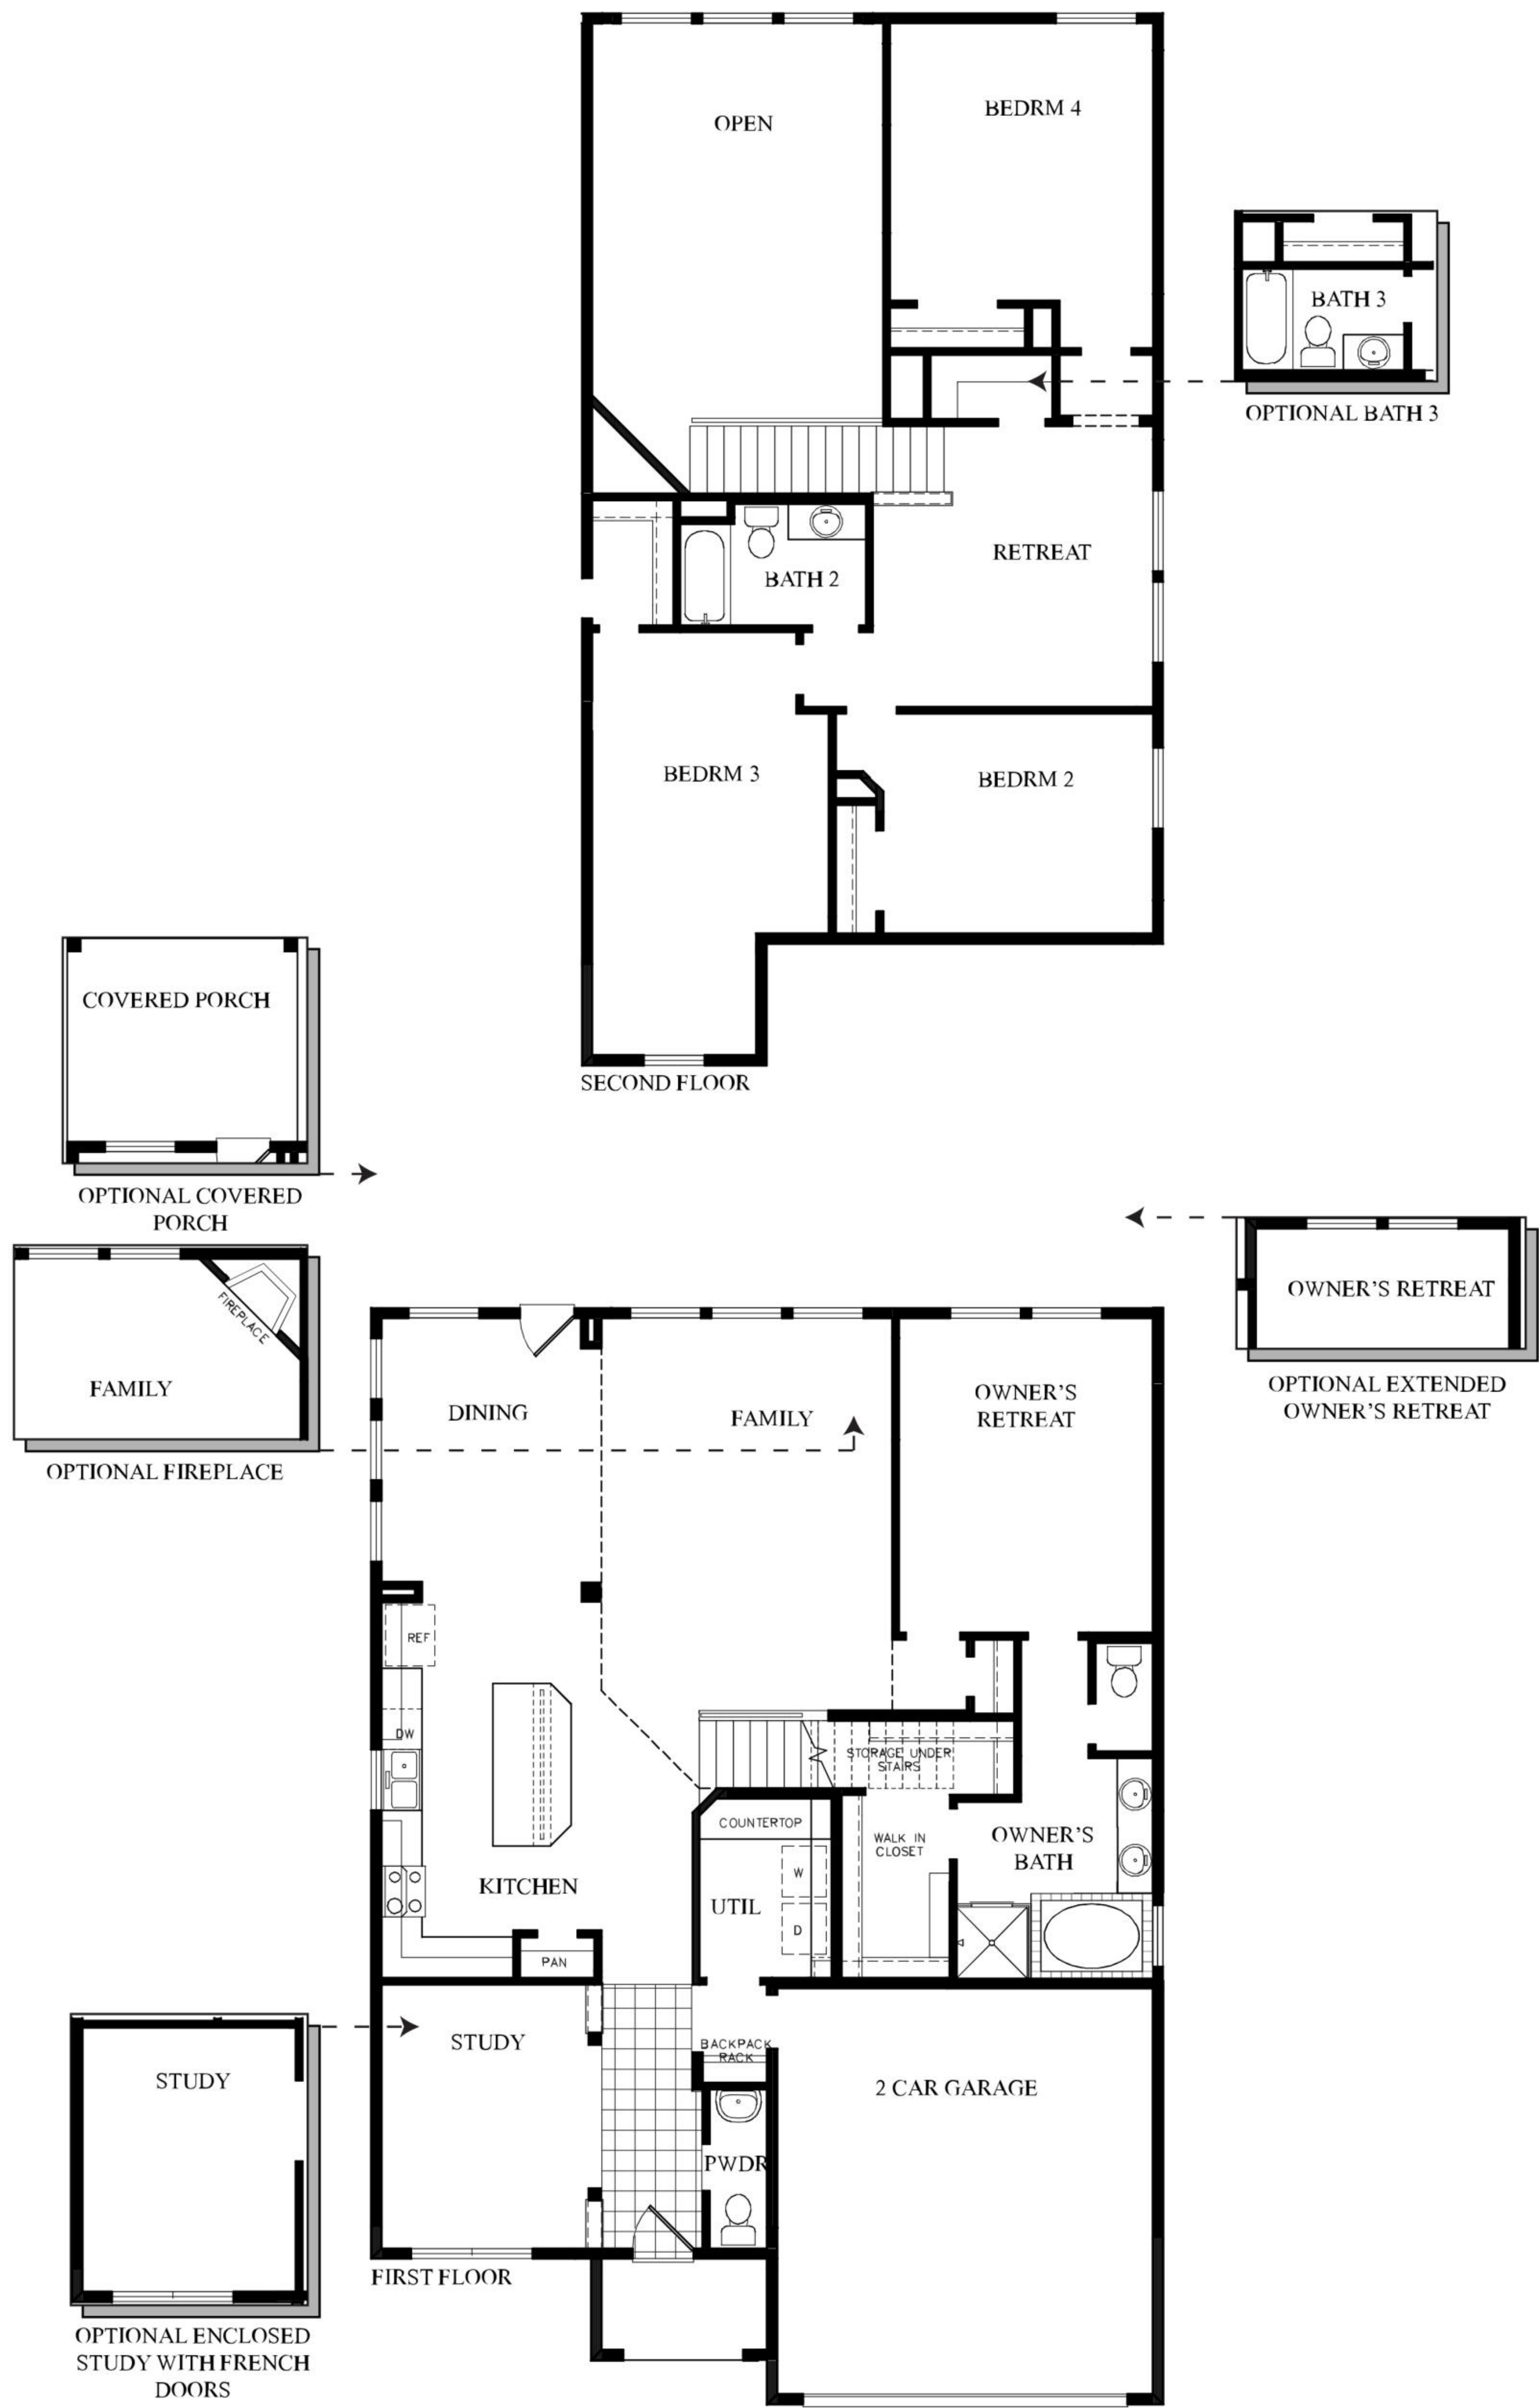 OPEN
BEDRM 4
BATH 3
OPTIONAL BATH 3
RETREAT
BATH 2
BEDRM 3
BEDRM 2
SECOND FLOOR
COVERED PORCH
OPTIONAL COVERED
PORCH
FIREPLACE
FAMILY
OPTIONAL FIREPLACE
OWNER'S RETREAT
OPTIONAL EXTENDED
OWNER'S RETREAT
DINING
FAMILY
OWNER'S
RETREAT
REF
DW
STORAGE UNDER
STAIRS
COUNTERTOP
WALK IN
CLOSET
OWNER'S
BATH
W
KITCHEN
UTIL
D
PAN
STUDY
BACKPACK
RACK
2 CAR GARAGE
PWDR
FIRST FLOOR
STUDY
OPTIONAL ENCLOSED
STUDY WITH FRENCH
DOORS